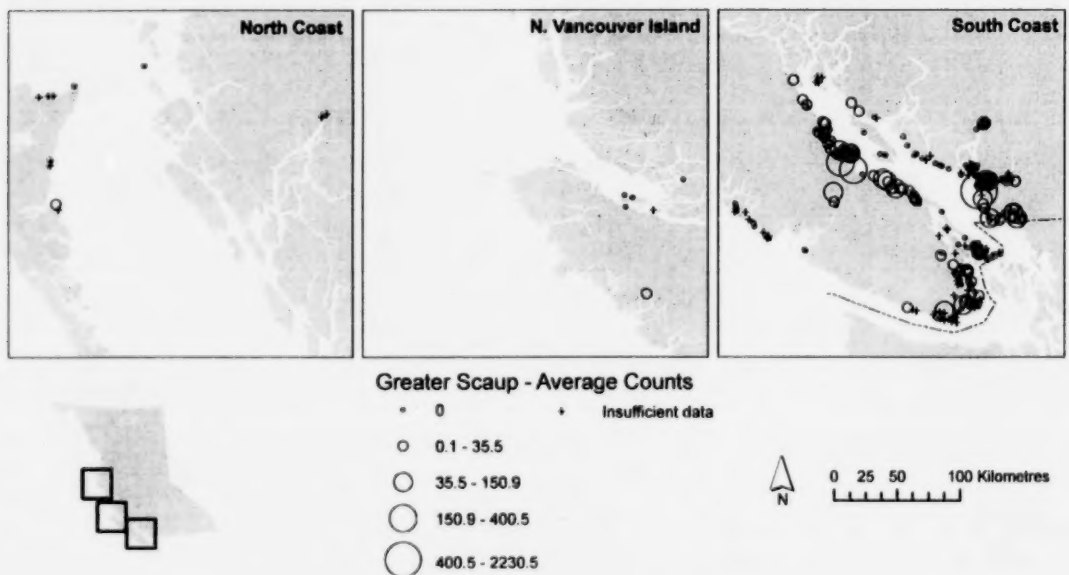 North Coast
N. Vancouver Island
South Coast
Greater Scaup - Average Counts
0
Insufficient data
0.1 - 35.5
35.5 - 150.9
150.9 - 400.5
400.5 - 2230.5
N
0 25 50 100 Kilometres